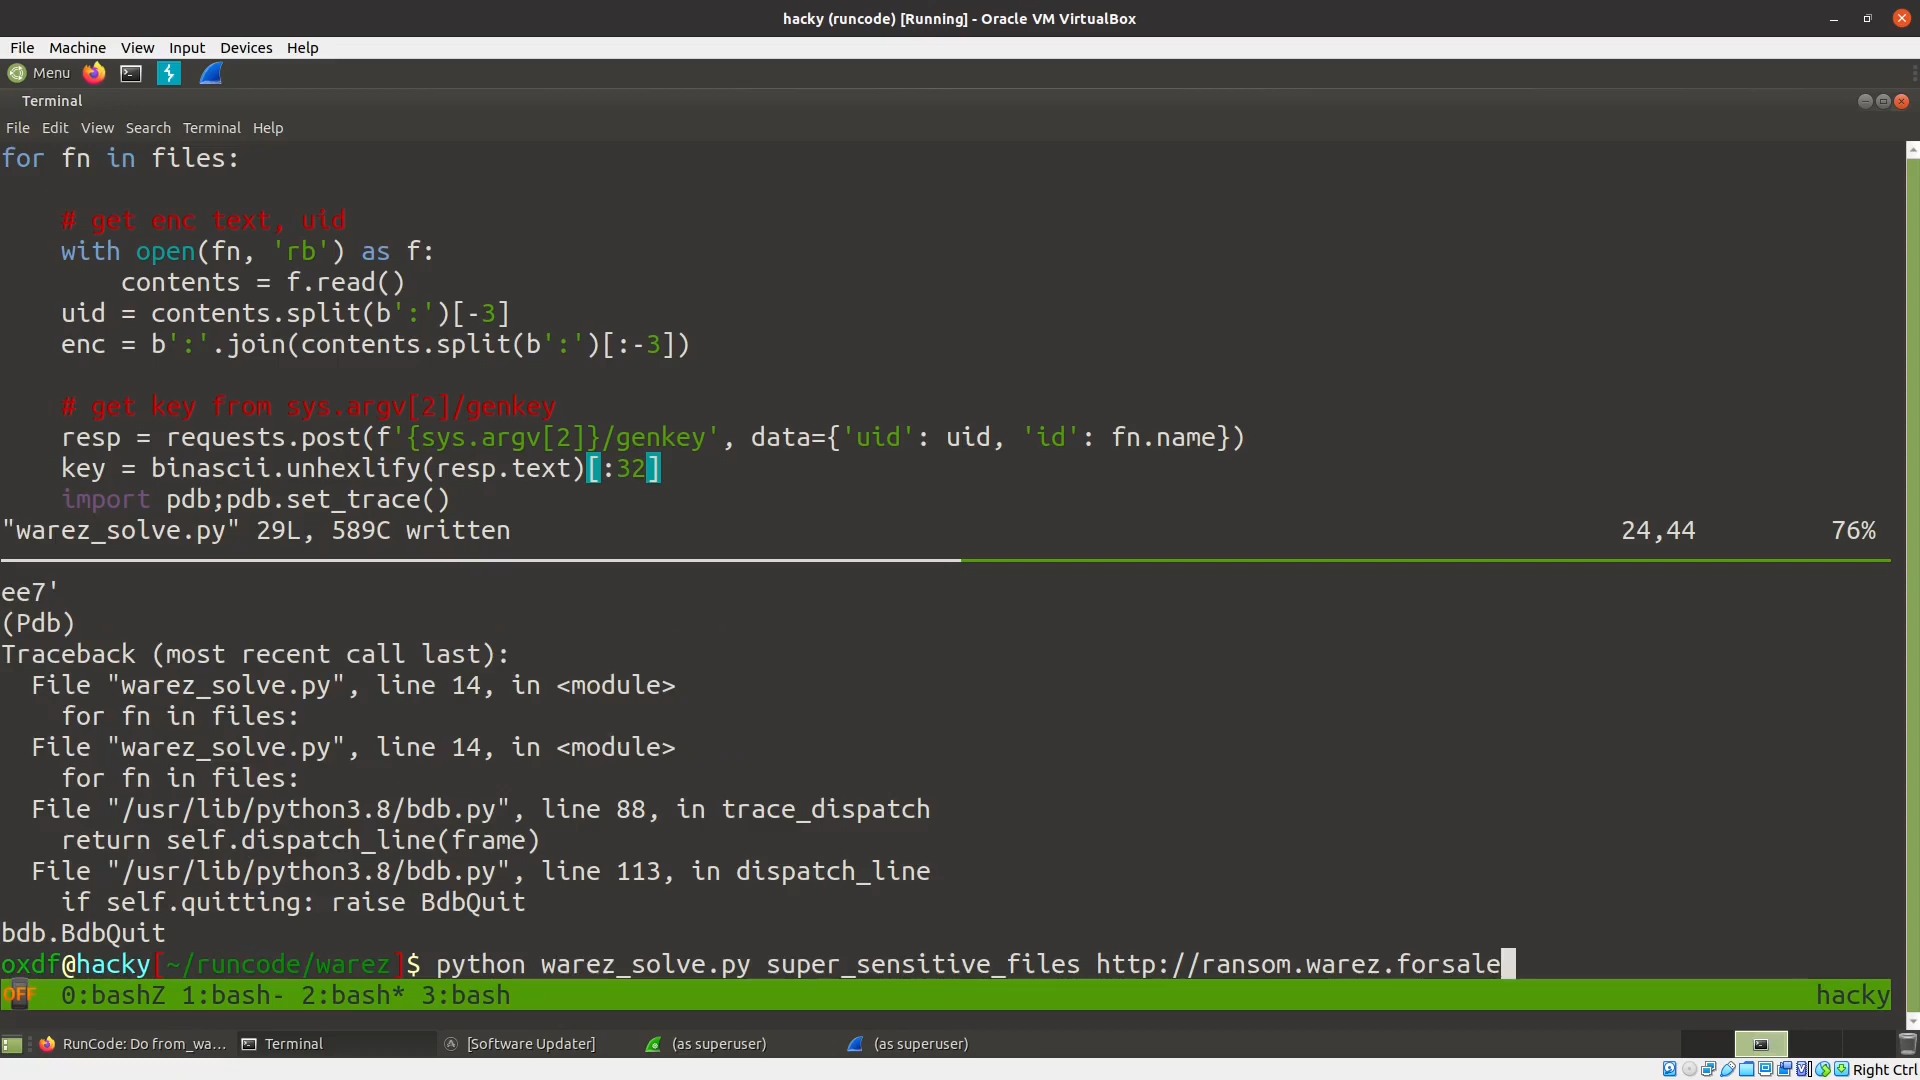 hacky (runcode) [Running] - Oracle VM VirtualBox
File Machine View Input Devices Help
Menu
Terminal
File Edit View Search Terminal Help
for fn in files:
# get enc text, uid
with open(fn, 'rb') as f:
contents = f.read()
uid = contents.split(b':')[-3]
enc = b':'.join(contents.split(b':')[:-3])
# get key from sys.argv[2]/genkey
resp = requests.post(f'{sys.argv[2]}/genkey', data={'uid': uid, 'id': fn.name})
key = binascii.unhexlify(resp.text)[:32]
import pdb;pdb.set_trace()
"warez_solve.py" 29L, 589C written 24,44 76%
ee7'
(Pdb)
Traceback (most recent call last):
File "warez_solve.py", line 14, in <module>
for fn in files:
File "warez_solve.py", line 14, in <module>
for fn in files:
File "/usr/lib/python3.8/bdb.py", line 88, in trace_dispatch
return self.dispatch_line(frame)
File "/usr/lib/python3.8/bdb.py", line 113, in dispatch_line
if self.quitting: raise BdbQuit
bdb.BdbQuit
oxdf@hacky[~/runcode/warez]$ python warez_solve.py super_sensitive_files http://ransom.warez.forsale
OFF 0:bashZ 1:bash- 2:bash* 3:bash hacky
RunCode: Do from_wa... Terminal [Software Updater] (as superuser) (as superuser)
Right Ctrl